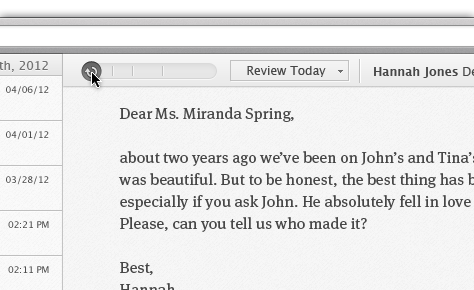 th, 2012
Review Today
Hannah Jones De
04/06/12
04/01/12
03/28/12
02:21 PM
02:11 PM
Dear Ms. Miranda Spring,
about two years ago we've been on John's and Tina's
was beautiful. But to be honest, the best thing has b
especially if you ask John. He absolutely fell in love
Please, can you tell us who made it?
Best,
Hannah